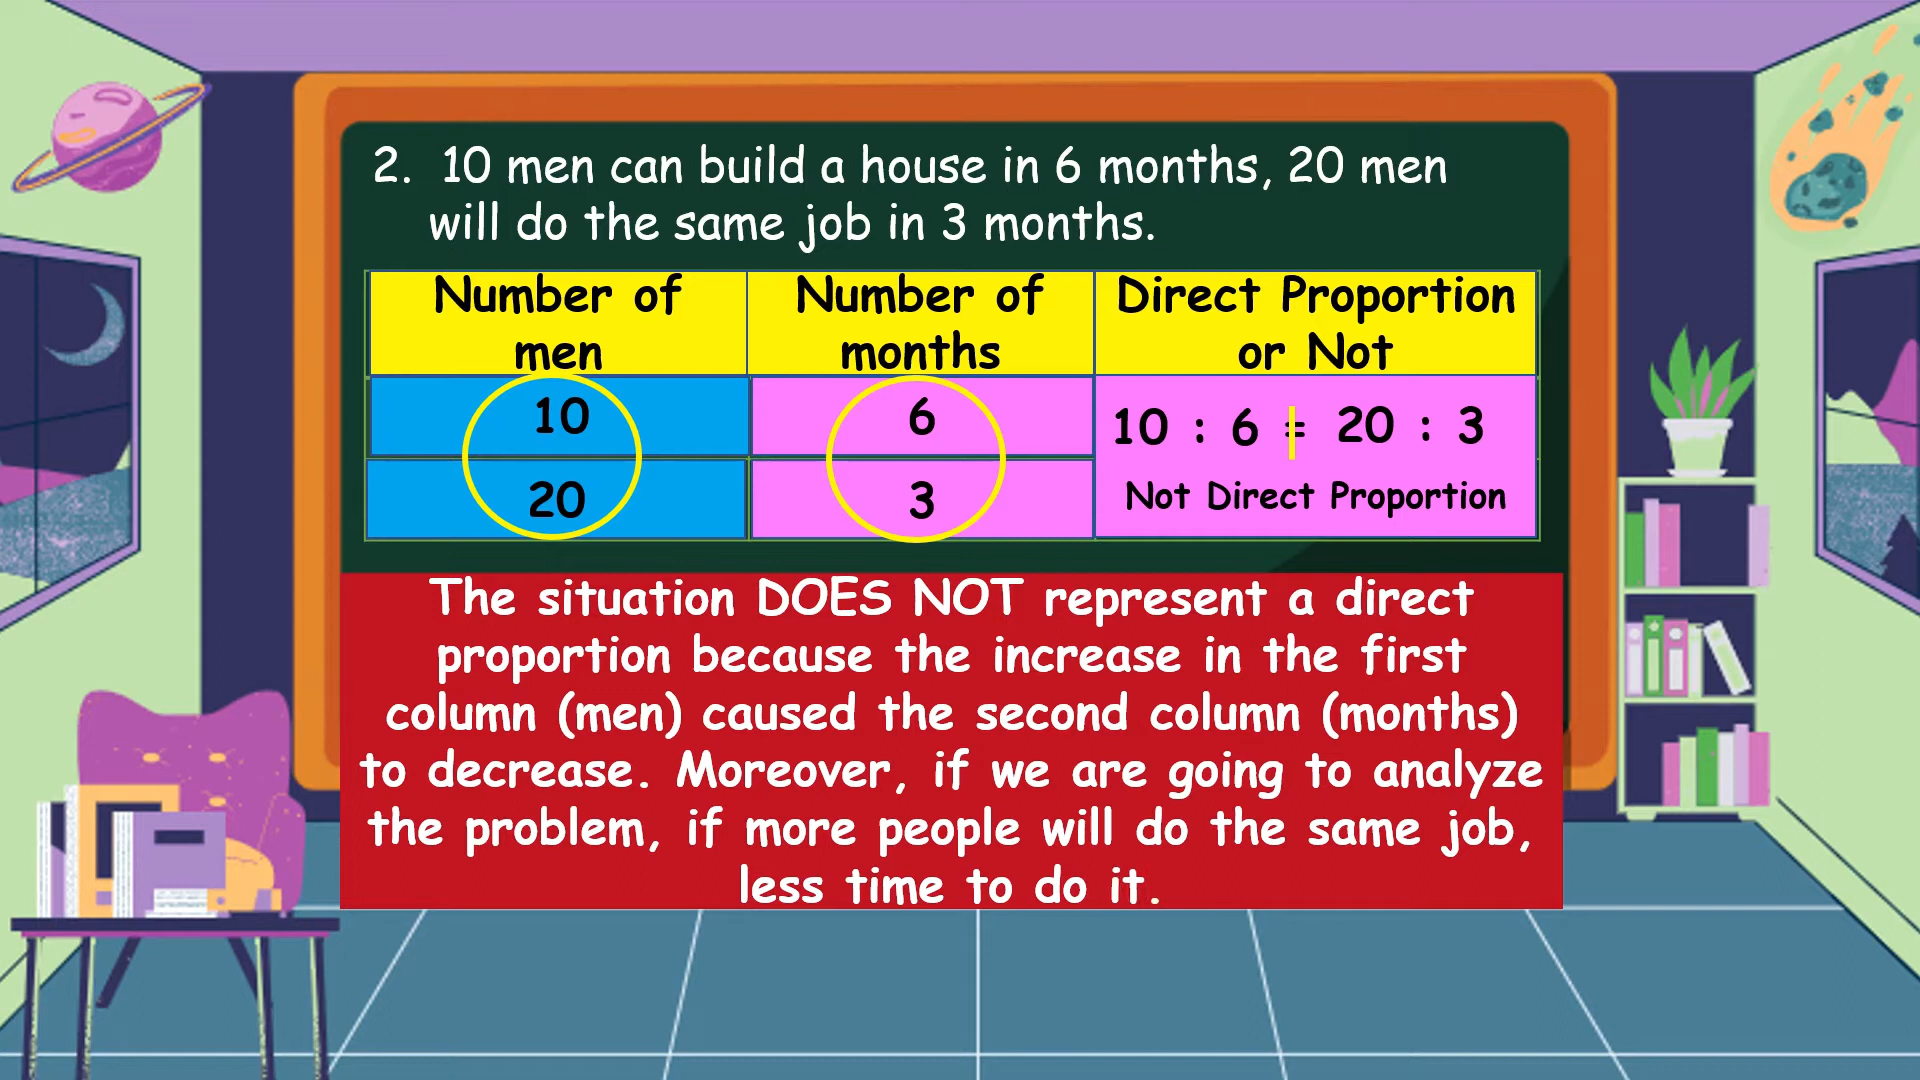 2. 10 men can build a house in 6 months, 20 men
will do the same job in 3 months.
Number of
men
Number of
months
Direct Proportion
or Not
10
6
10 : 6 ≠ 20 : 3
20
3
Not Direct Proportion
The situation DOES NOT represent a direct
proportion because the increase in the first
column (men) caused the second column (months)
to decrease. Moreover, if we are going to analyze
the problem, if more people will do the same job,
less time to do it.